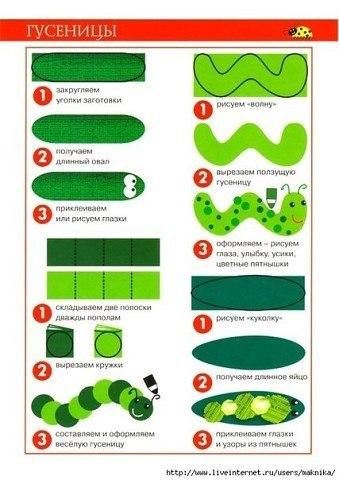 ГУСЕНИЦЫ
1 закругляем
уголки заготовки
2 получаем
длинный овал
3 приклеиваем
или рисуем глазки
1 складываем две полоски
дважды пополам
2 вырезаем кружки
3 составляем и оформляем
весёлую гусеницу
1 рисуем «волну»
2 вырезаем ползущую
гусеницу
3 оформляем – рисуем
глаза, улыбку, усики,
цветные пятнышки
1 рисуем «куколку»
2 получаем длинное яйцо
3 приклеиваем глазки
и узоры из пятнышек
http://www.liveinternet.ru/users/maknika/